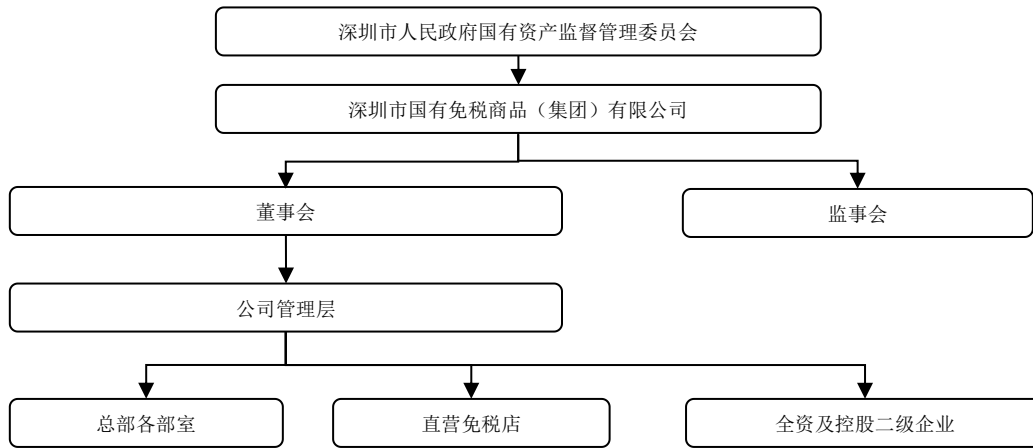 深圳市人民政府国有资产监督管理委员会
深圳市国有免税商品（集团）有限公司
董事会
监事会
公司管理层
总部各部室
直营免税店
全资及控股二级企业